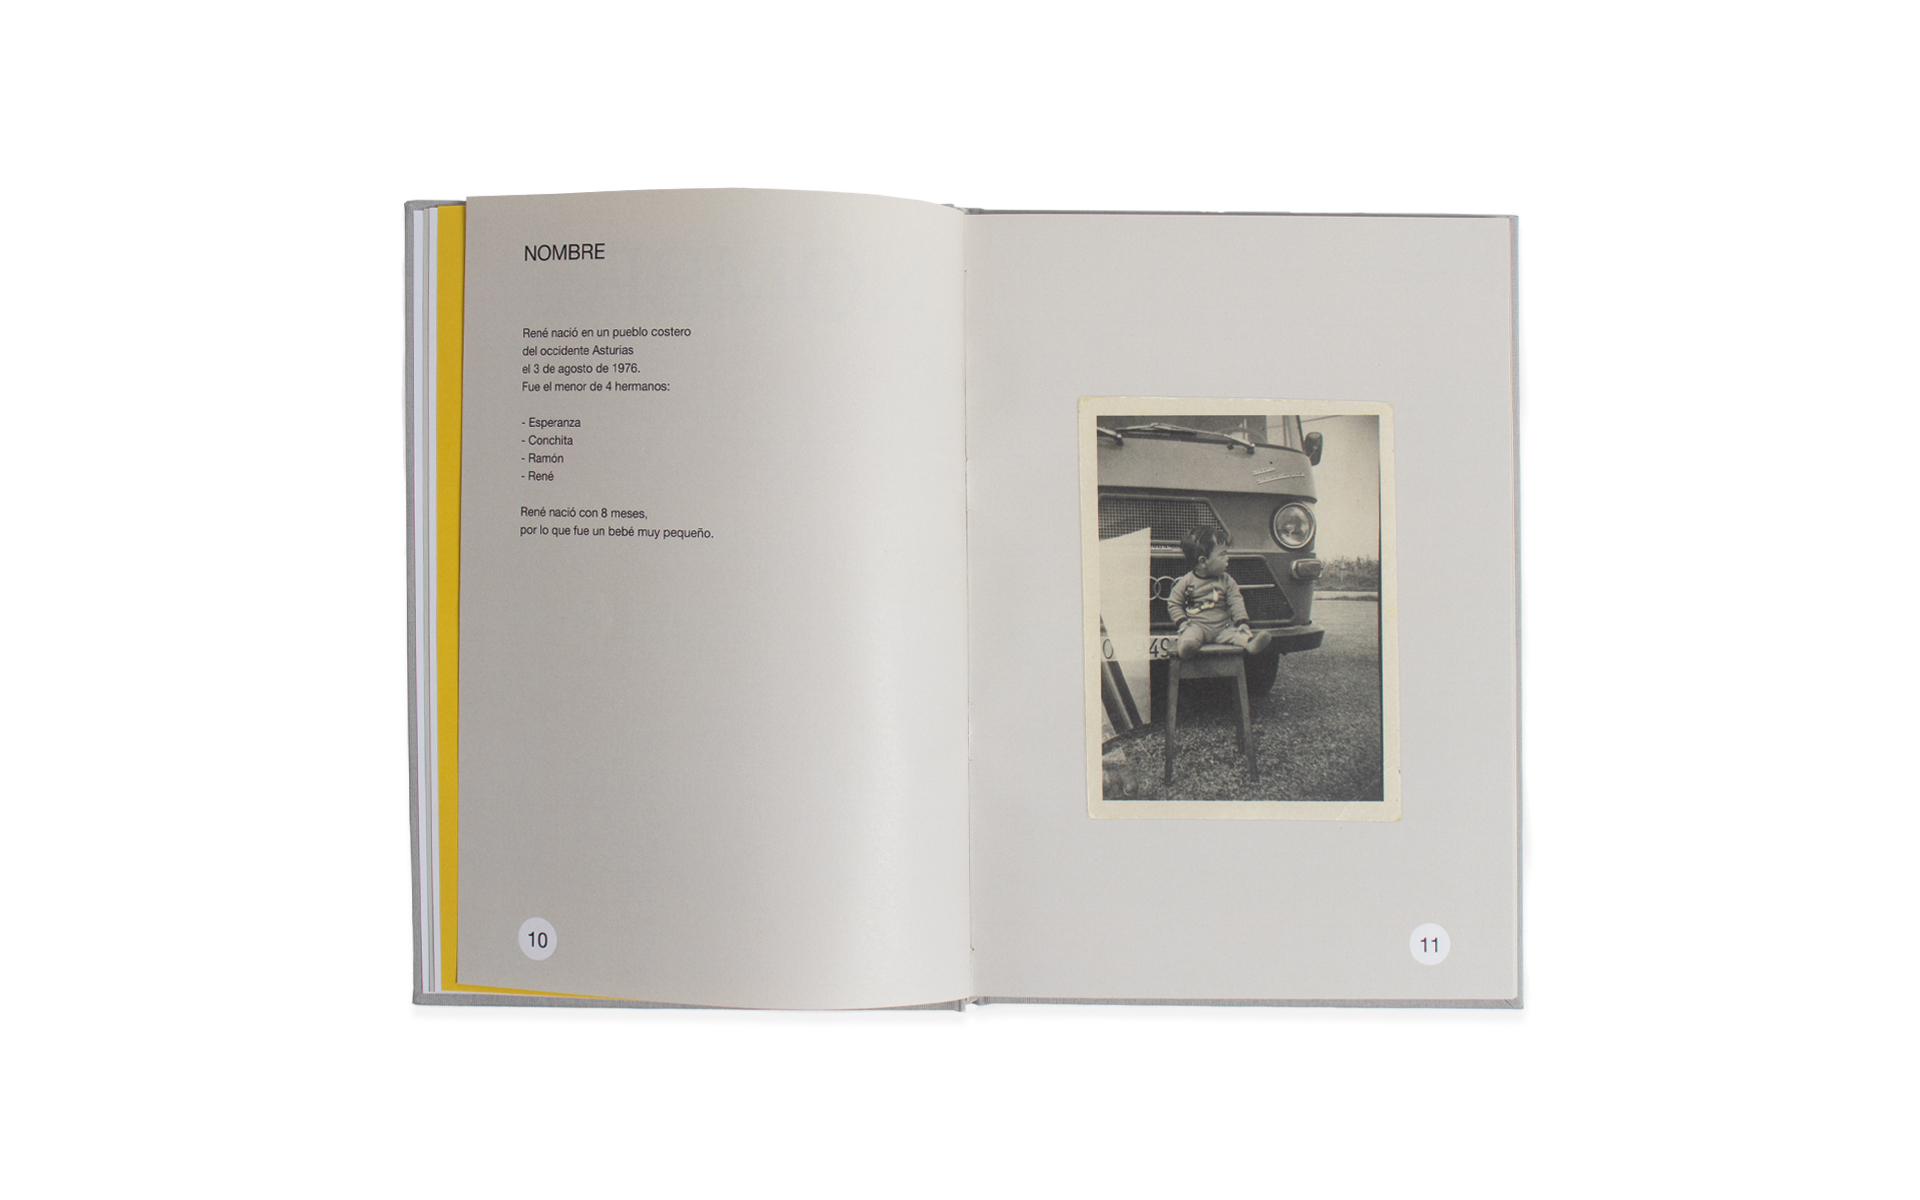 NOMBRE
René nació en un pueblo costero
del occidente Asturias
el 3 de agosto de 1976.
Fue el menor de 4 hermanos:
- Esperanza
- Conchita
- Ramón
- René
René nació con 8 meses,
por lo que fue un bebé muy pequeño.
10
O 49
11